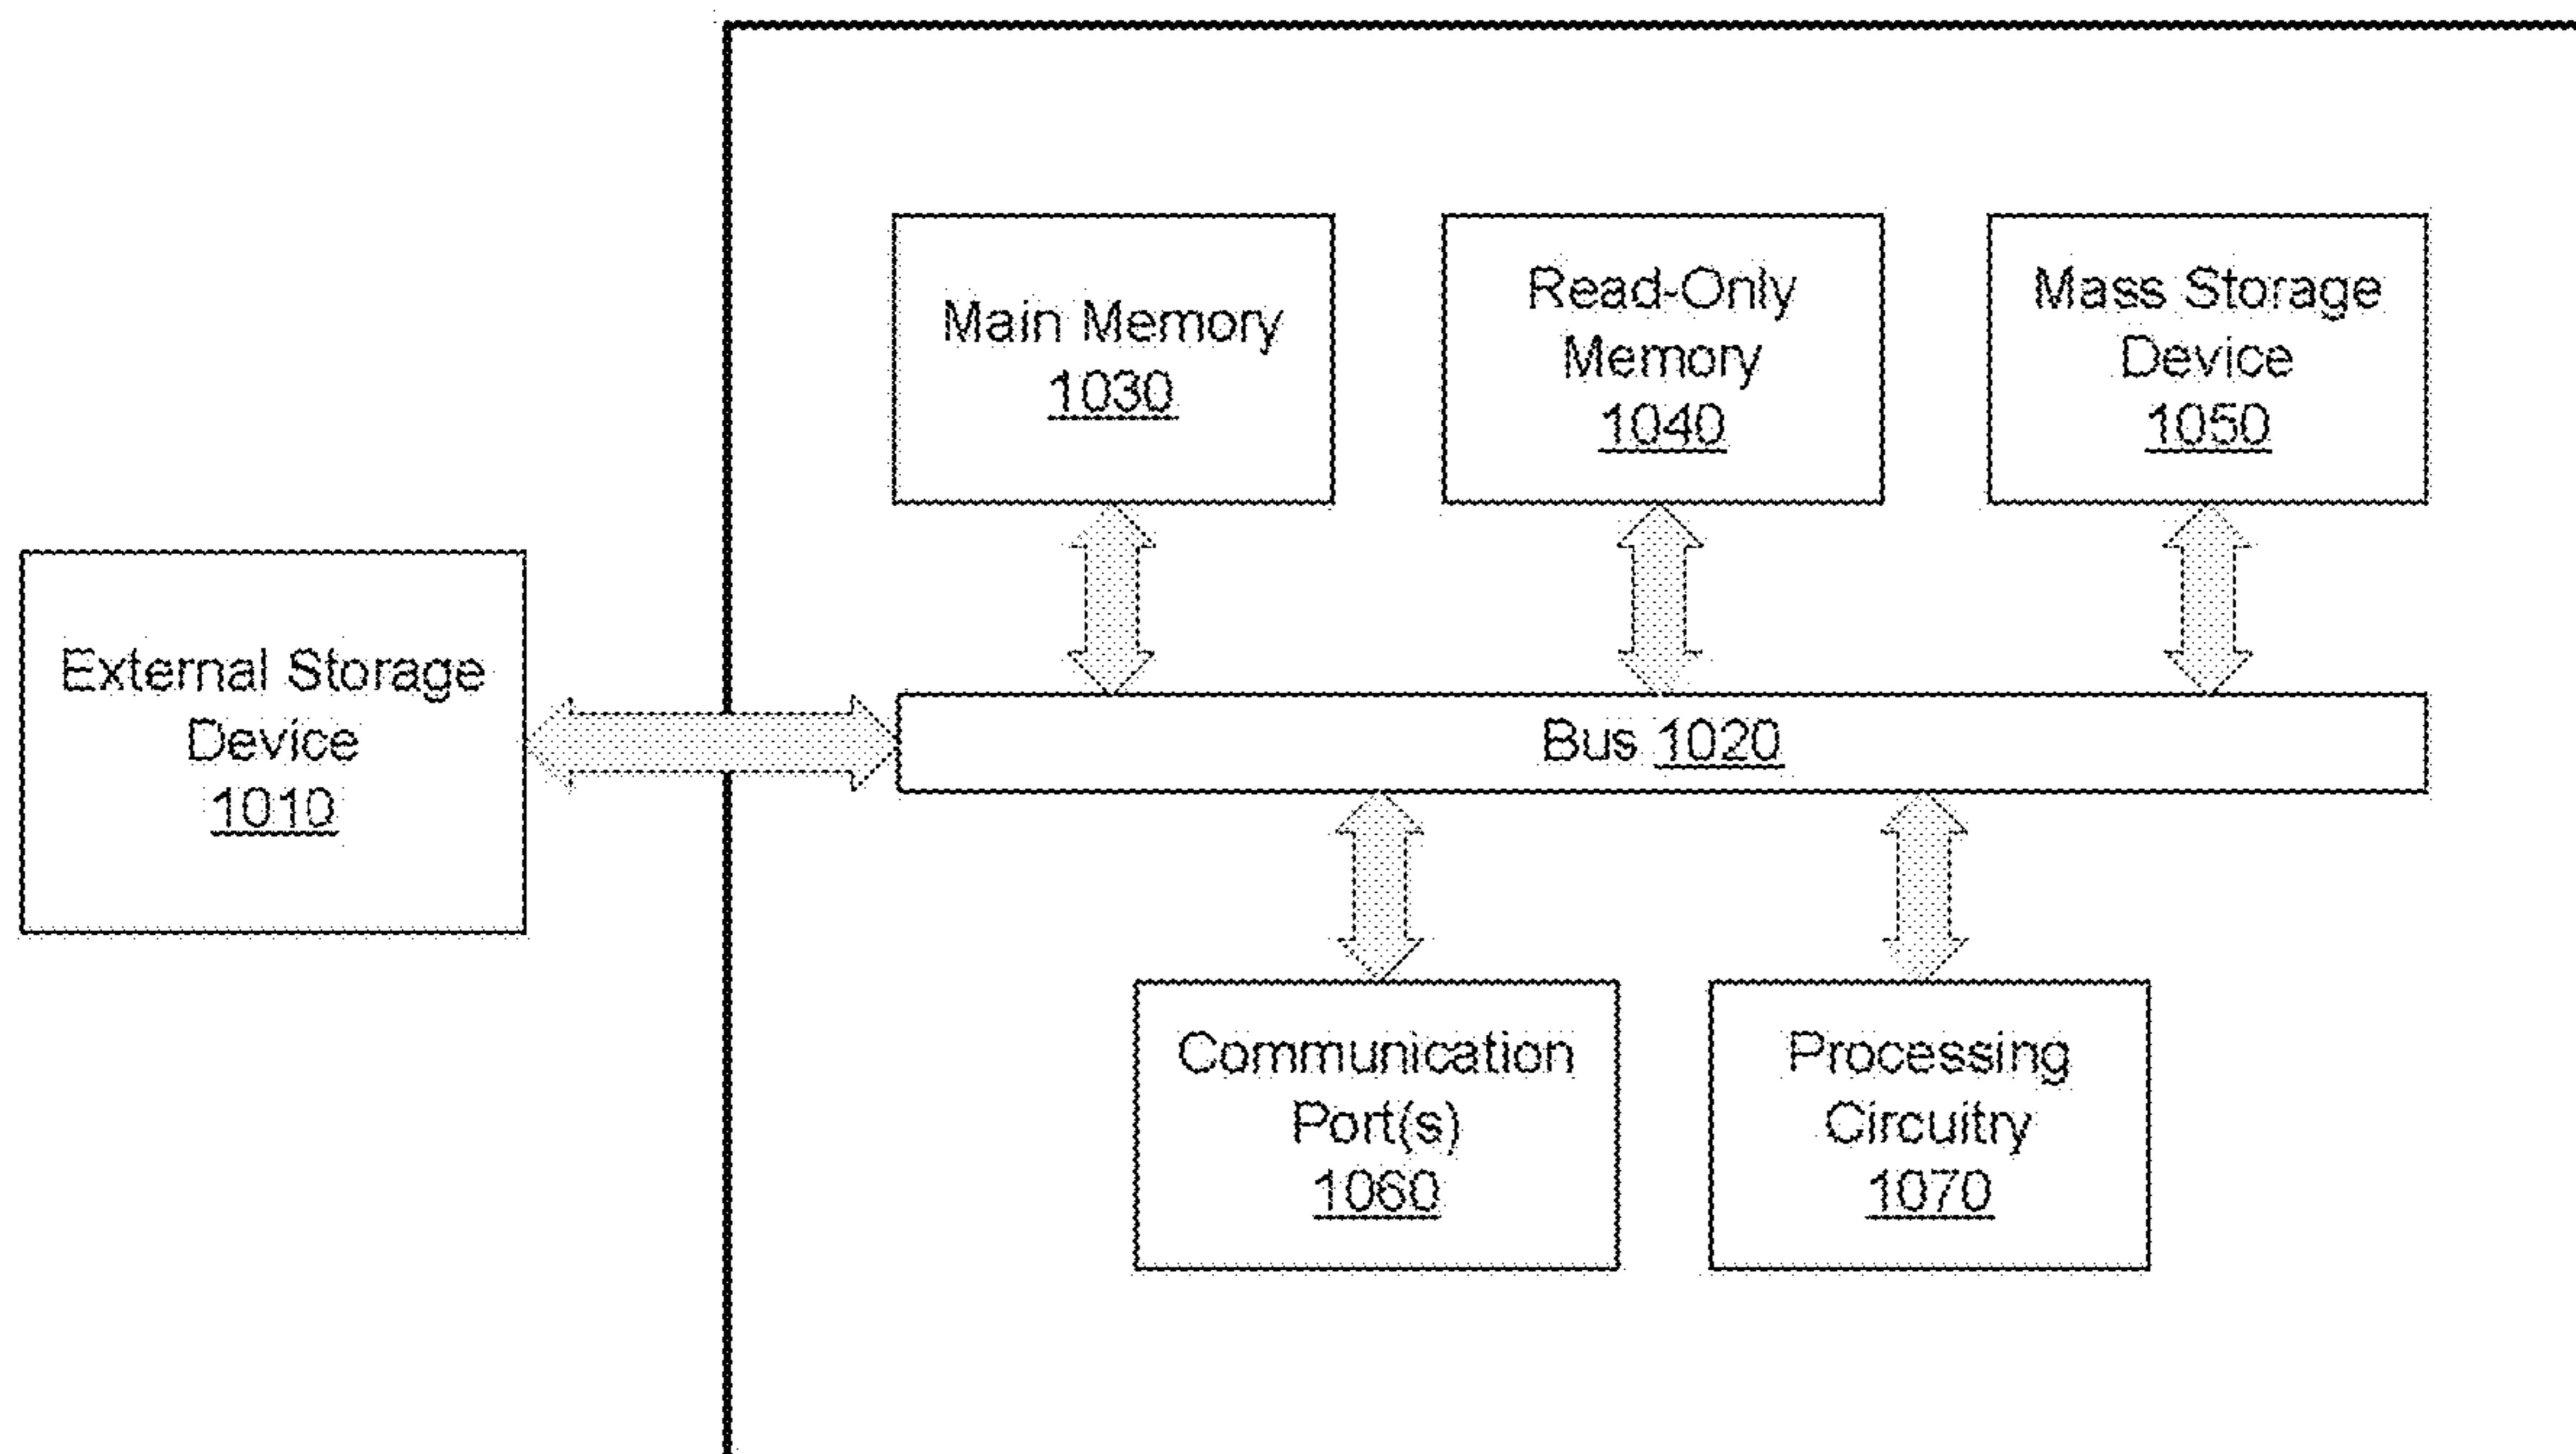 Main Memory
1030
Read-Only
Memory
1040
Mass Storage
Device
1050
External Storage
Device
1010
Bus 1020
Communication
Port(s)
1060
Processing
Circuitry
1070